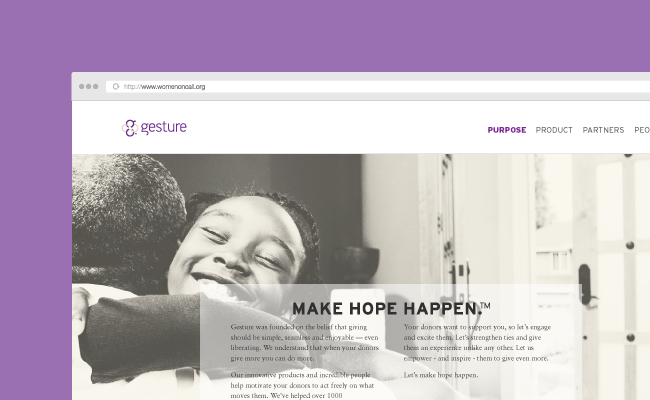 http://www.womenoncall.org
gesture
PURPOSE PRODUCT PARTNERS PEO
MAKE HOPE HAPPEN.™
Gesture was founded on the belief that giving
should be simple, seamless and enjoyable — even
liberating. We understand that when your donors
give more you can do more.
Our innovative products and incredible people
help motivate your donors to act freely on what
moves them. We've helped over 1000
Your donors want to support you, so let's engage
and excite them. Let's strengthen ties and give
them an experience unlike any other. Let us
empower - and inspire - them to give even more.
Let's make hope happen.